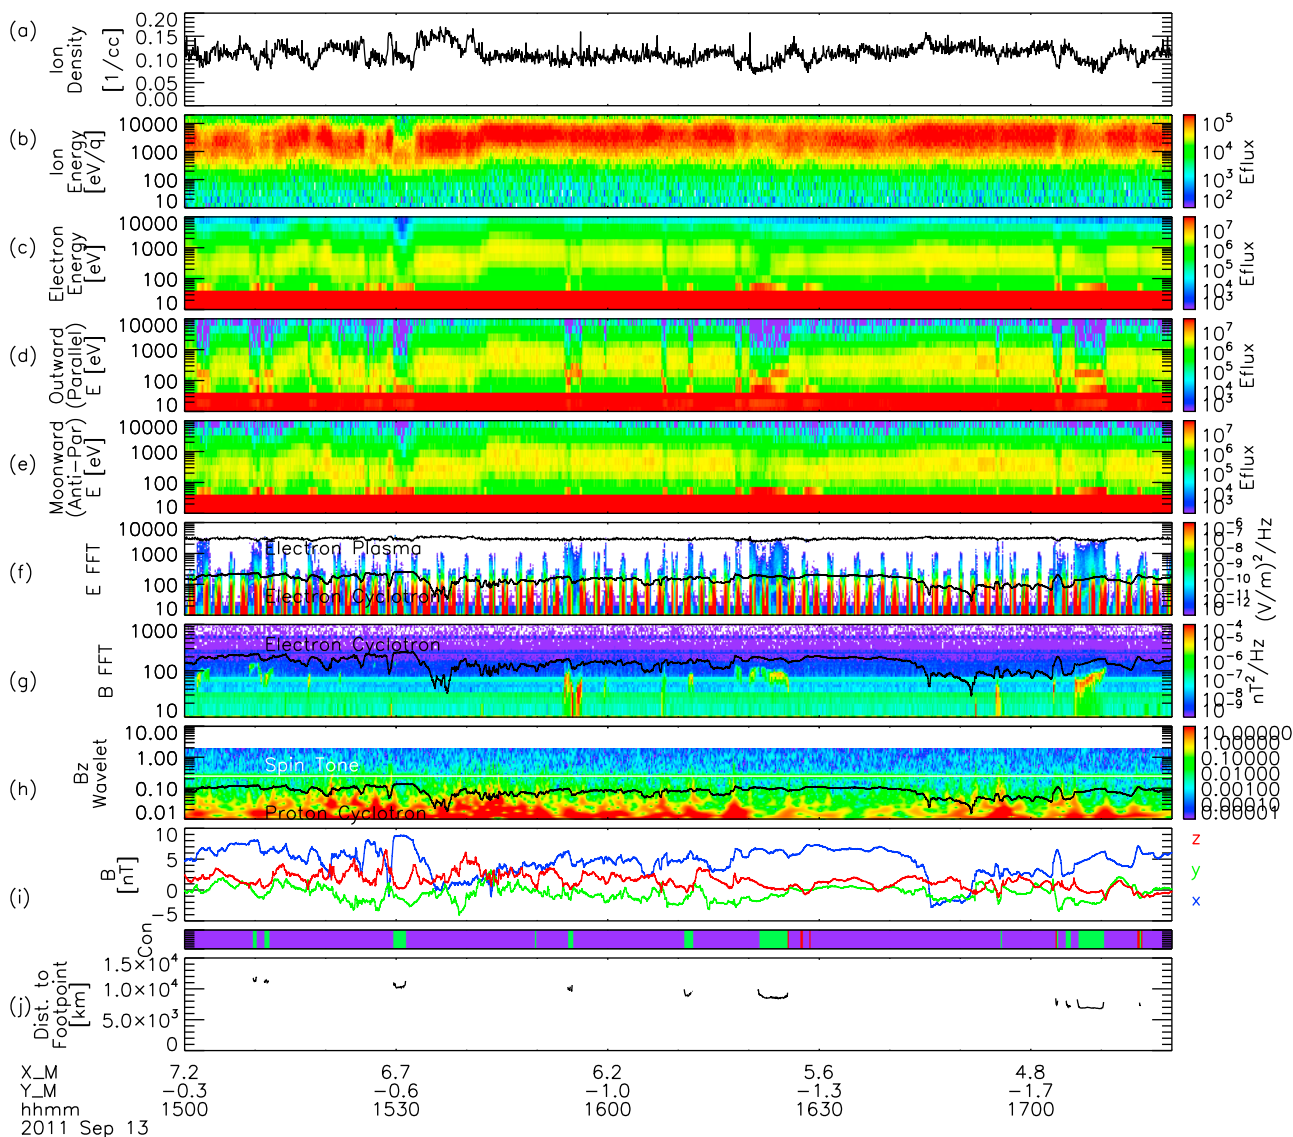 (a)
Ion
Density
[1/cc]
0.20
0.15
0.10
0.05
0.00
(b)
Ion
Energy
[eV/q]
10000
1000
100
10
10^5
10^4
10^3
10^2
Eflux
(c)
Electron
Energy
[eV]
10000
1000
100
10
10^7
10^6
10^5
10^4
10^3
Eflux
(d)
Outward
(Parallel)
E [eV]
10000
1000
100
10
10^7
10^6
10^5
10^4
10^3
Eflux
(e)
Moonward
(Anti-Par)
E [eV]
10000
1000
100
10
10^7
10^6
10^5
10^4
10^3
Eflux
(f)
E FFT
10000
1000
100
10
Electron Plasma
Electron Cyclotron
10^-6
10^-7
10^-8
10^-9
10^-10
10^-11
10^-12
(V/m)^2/Hz
(g)
B FFT
1000
100
10
Electron Cyclotron
10^-4
10^-5
10^-6
10^-7
10^-8
10^-9
nT^2/Hz
(h)
Bz
Wavelet
10.00
1.00
0.10
0.01
Spin Tone
Proton Cyclotron
10.00000
1.00000
0.10000
0.01000
0.00100
0.00010
0.00001
(i)
B
[nT]
10
5
0
-5
z
y
x
Con
(j)
Dist. to
Footpoint
[km]
1.5×10^4
1.0×10^4
5.0×10^3
0
X_M 7.2 6.7 6.2 5.6 4.8
Y_M -0.3 -0.6 -1.0 -1.3 -1.7
hhmm 1500 1530 1600 1630 1700
2011 Sep 13